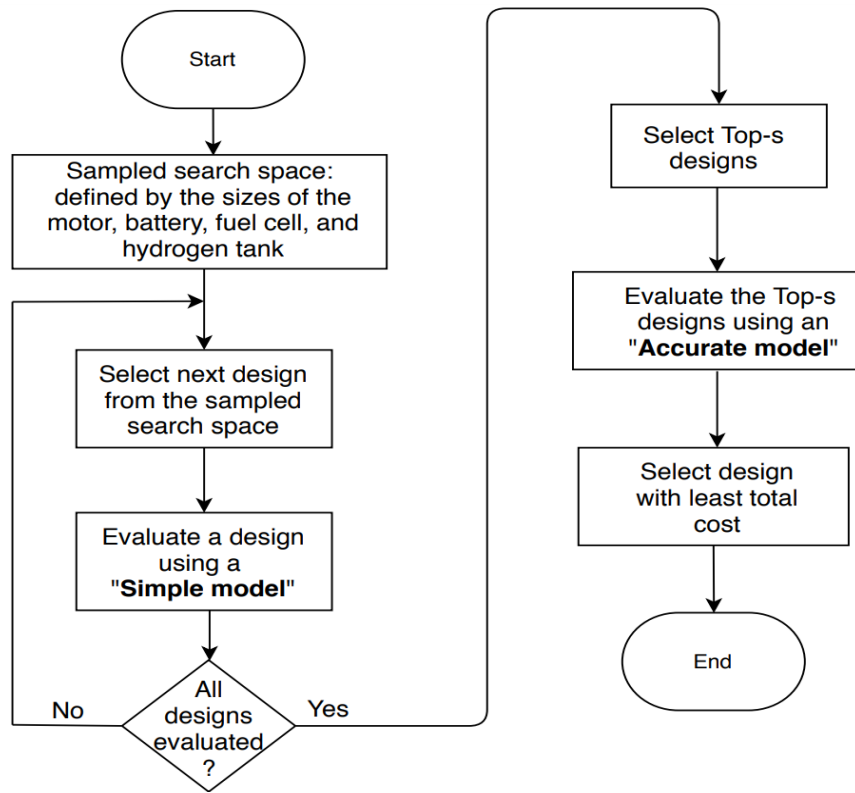 Start
Sampled search space:
defined by the sizes of the
motor, battery, fuel cell, and
hydrogen tank
Select next design
from the sampled
search space
Evaluate a design
using a
"Simple model"
All
designs
evaluated
?
No
Yes
Select Top-s
designs
Evaluate the Top-s
designs using an
"Accurate model"
Select design
with least total
cost
End